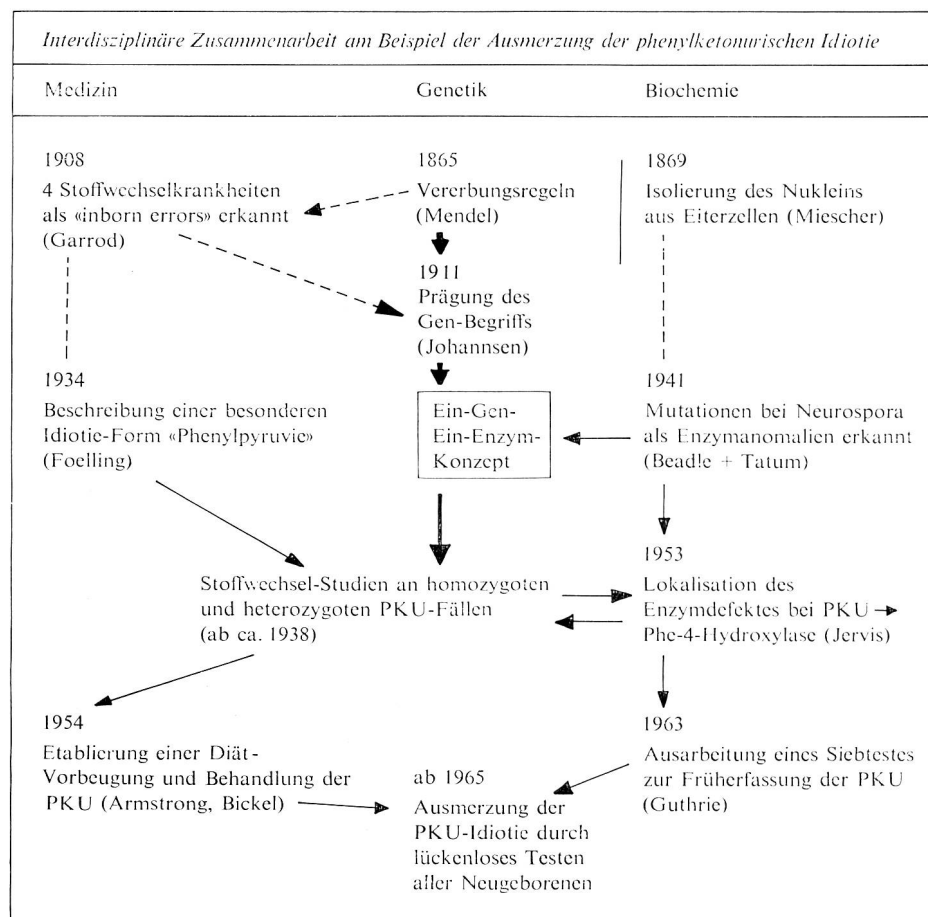 Interdisziplinäre Zusammenarbeit am Beispiel der Ausmerzung der phenylketonurischen Idiotie
Medizin
Genetik
Biochemie
1908
4 Stoffwechselkrankheiten
als «inborn errors» erkannt
(Garrod)
1865
Vererbungsregeln
(Mendel)
1869
Isolierung des Nukleins
aus Eiterzellen (Miescher)
1911
Prägung des
Gen-Begriffs
(Johannsen)
1934
Beschreibung einer besonderen
Idiotie-Form «Phenylpyruvie»
(Foelling)
Ein-Gen-
Ein-Enzym-
Konzept
1941
Mutationen bei Neurospora
als Enzymanomalien erkannt
(Beadle + Tatum)
Stoffwechsel-Studien an homozygoten
und heterozygoten PKU-Fällen
(ab ca. 1938)
1953
Lokalisation des
Enzymdefektes bei PKU →
Phe-4-Hydroxylase (Jervis)
1954
Etablierung einer Diät-
Vorbeugung und Behandlung der
PKU (Armstrong, Bickel)
ab 1965
Ausmerzung der
PKU-Idiotie durch
lückenloses Testen
aller Neugeborenen
1963
Ausarbeitung eines Siebtestes
zur Früherfassung der PKU
(Guthrie)